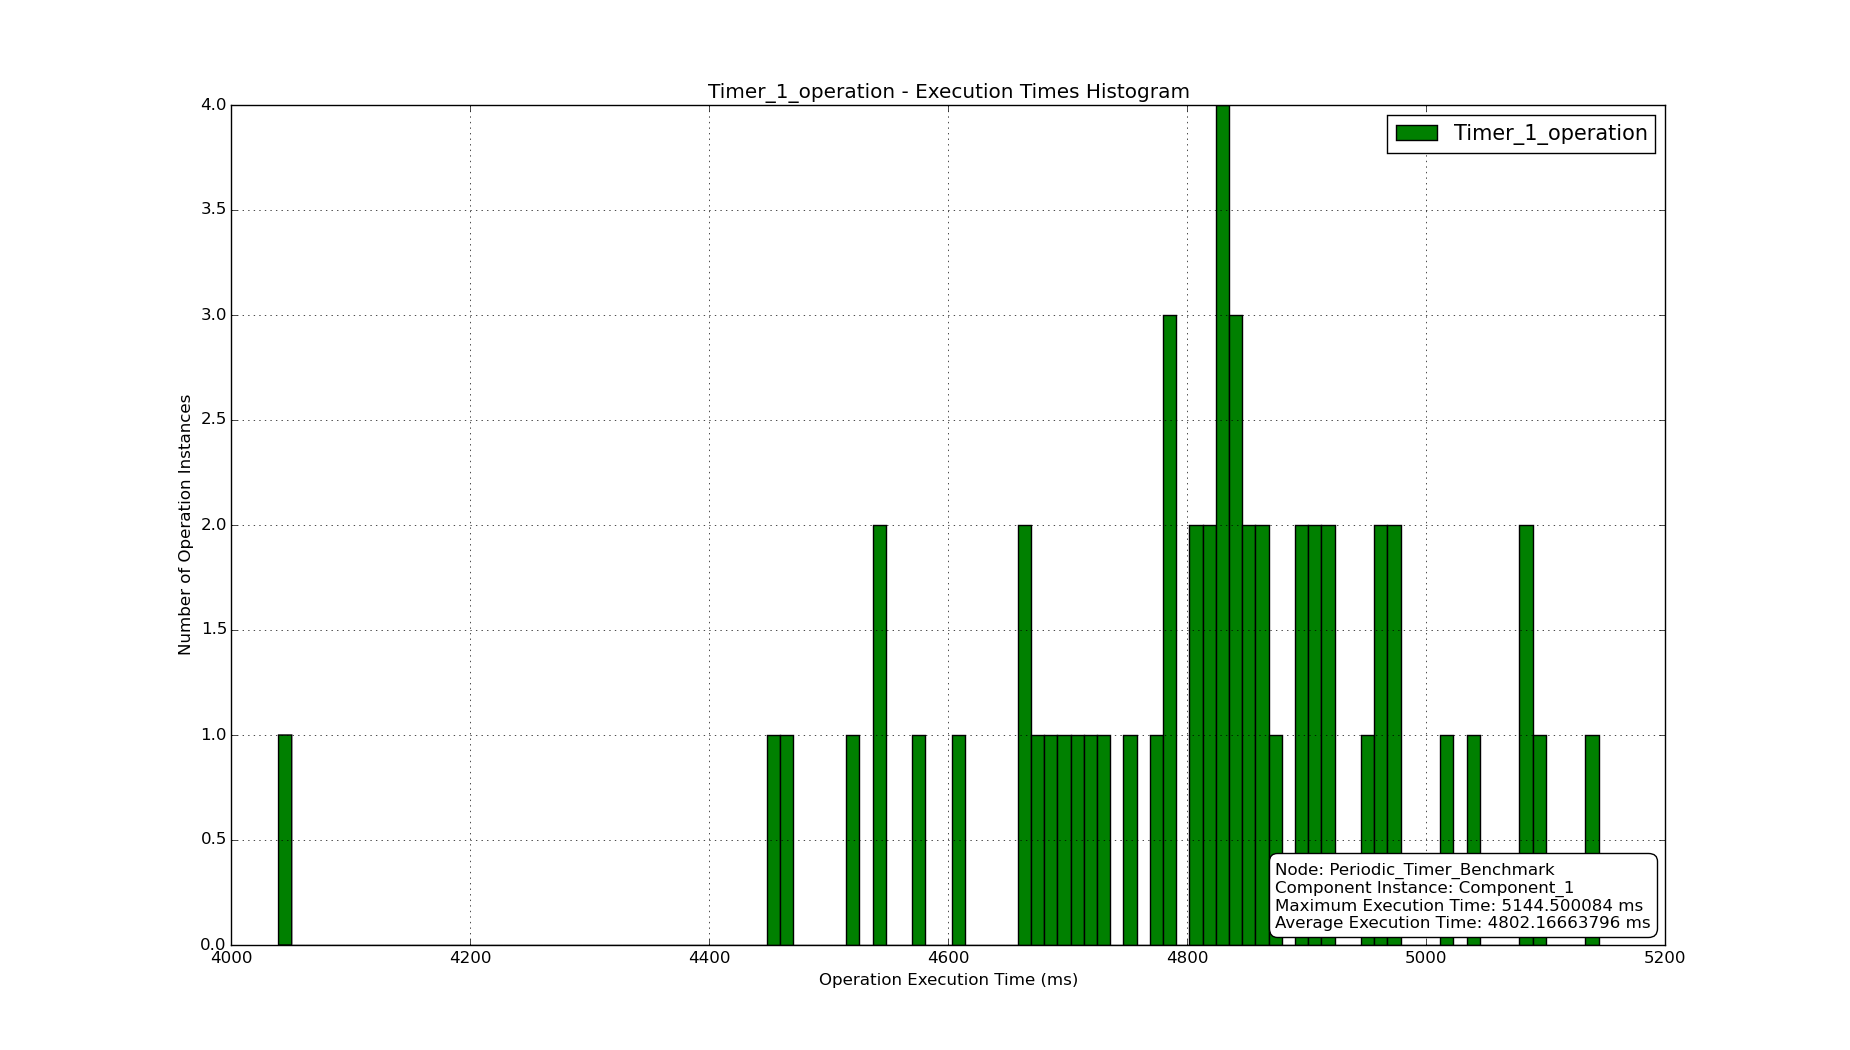 Timer_1_operation - Execution Times Histogram
4.0
3.5
3.0
2.5
2.0
1.5
1.0
0.5
0.0
Number of Operation Instances
Timer_1_operation
Node: Periodic_Timer_Benchmark
Component Instance: Component_1
Maximum Execution Time: 5144.500084 ms
Average Execution Time: 4802.16663796 ms
4000 4200 4400 4600 4800 5000 5200
Operation Execution Time (ms)